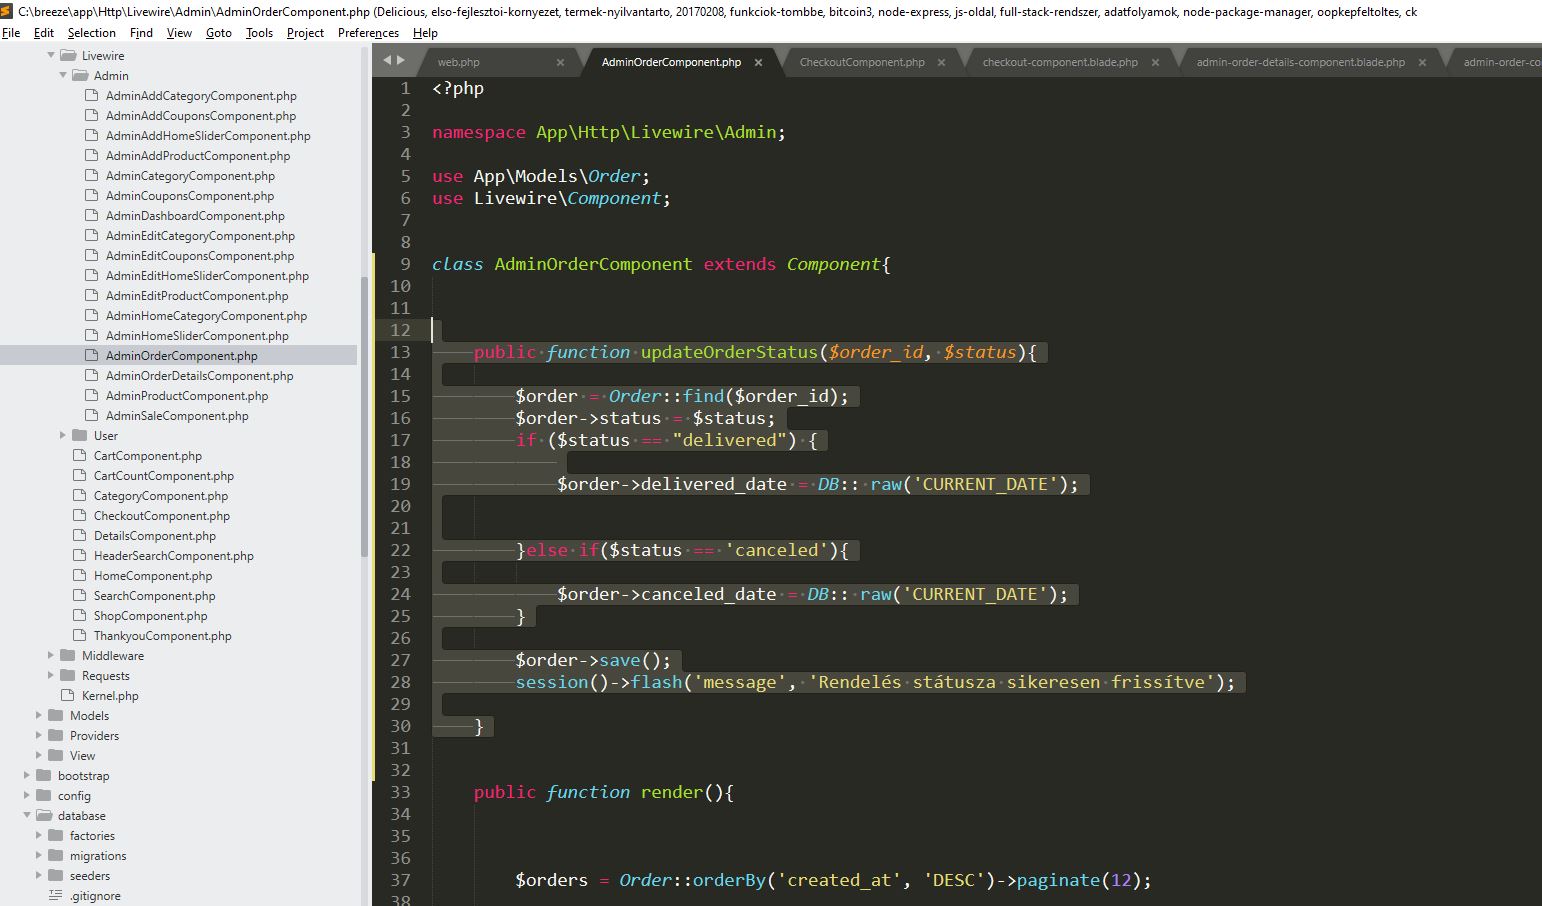 C:\breeze\app\Http\Livewire\Admin\AdminOrderComponent.php (Delicious, elso-fejlesztoi-kornyezet, termek-nyilvantarto, 20170208, funkciok-tombbe, bitcoin3, node-express, js-oldal, full-stack-rendszer, adatfolyamok, node-package-manager, oopkepfeltoltes, ck
File Edit Selection Find View Goto Tools Project Preferences Help
Livewire
Admin
AdminAddCategoryComponent.php
AdminAddCouponsComponent.php
AdminAddHomeSliderComponent.php
AdminAddProductComponent.php
AdminCategoryComponent.php
AdminCouponsComponent.php
AdminDashboardComponent.php
AdminEditCategoryComponent.php
AdminEditCouponsComponent.php
AdminEditHomeSliderComponent.php
AdminEditProductComponent.php
AdminHomeCategoryComponent.php
AdminHomeSliderComponent.php
AdminOrderComponent.php
AdminOrderDetailsComponent.php
AdminProductComponent.php
AdminSaleComponent.php
User
CartComponent.php
CartCountComponent.php
CategoryComponent.php
CheckoutComponent.php
DetailsComponent.php
HeaderSearchComponent.php
HomeComponent.php
SearchComponent.php
ShopComponent.php
ThankyouComponent.php
Middleware
Requests
Kernel.php
Models
Providers
View
bootstrap
config
database
factories
migrations
seeders
.gitignore
web.php AdminOrderComponent.php CheckoutComponent.php checkout-component.blade.php admin-order-details-component.blade.php admin-order-co
1 <?php
2
3 namespace App\Http\Livewire\Admin;
4
5 use App\Models\Order;
6 use Livewire\Component;
7
8
9 class AdminOrderComponent extends Component{
10
11
12
13 public function updateOrderStatus($order_id, $status){
14
15 $order = Order::find($order_id);
16 $order->status = $status;
17 if ($status == "delivered") {
18
19 $order->delivered_date = DB:: raw('CURRENT_DATE');
20
21
22 }else if($status == 'canceled'){
23
24 $order->canceled_date = DB:: raw('CURRENT_DATE');
25 }
26
27 $order->save();
28 session()->flash('message', 'Rendelés státusza sikeresen frissítve');
29
30 }
31
32
33 public function render(){
34
35
36
37 $orders = Order::orderBy('created_at', 'DESC')->paginate(12);
38